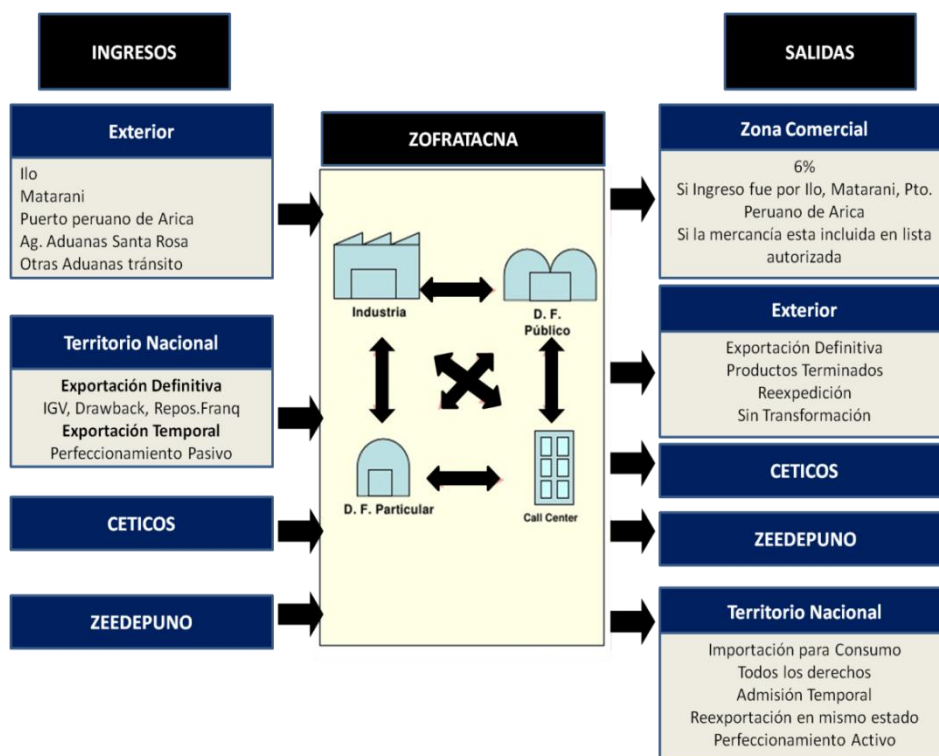 INGRESOS
Exterior
Ilo
Matarani
Puerto peruano de Arica
Ag. Aduanas Santa Rosa
Otras Aduanas tránsito
Territorio Nacional
Exportación Definitiva
IGV, Drawback, Repos.Franq
Exportación Temporal
Perfeccionamiento Pasivo
CETICOS
ZEEDEPUNO
ZOFRATACNA
Industria
D. F.
Público
D. F. Particular
Call Center
SALIDAS
Zona Comercial
6%
Si Ingreso fue por Ilo, Matarani, Pto.
Peruano de Arica
Si la mercancía esta incluida en lista
autorizada
Exterior
Exportación Definitiva
Productos Terminados
Reexpedición
Sin Transformación
CETICOS
ZEEDEPUNO
Territorio Nacional
Importación para Consumo
Todos los derechos
Admisión Temporal
Reexportación en mismo estado
Perfeccionamiento Activo